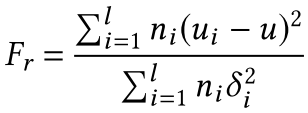 $F_r = \frac{\sum_{i=1}^{l} n_i (u_i - u)^2}{\sum_{i=1}^{l} n_i \delta_i^2}$